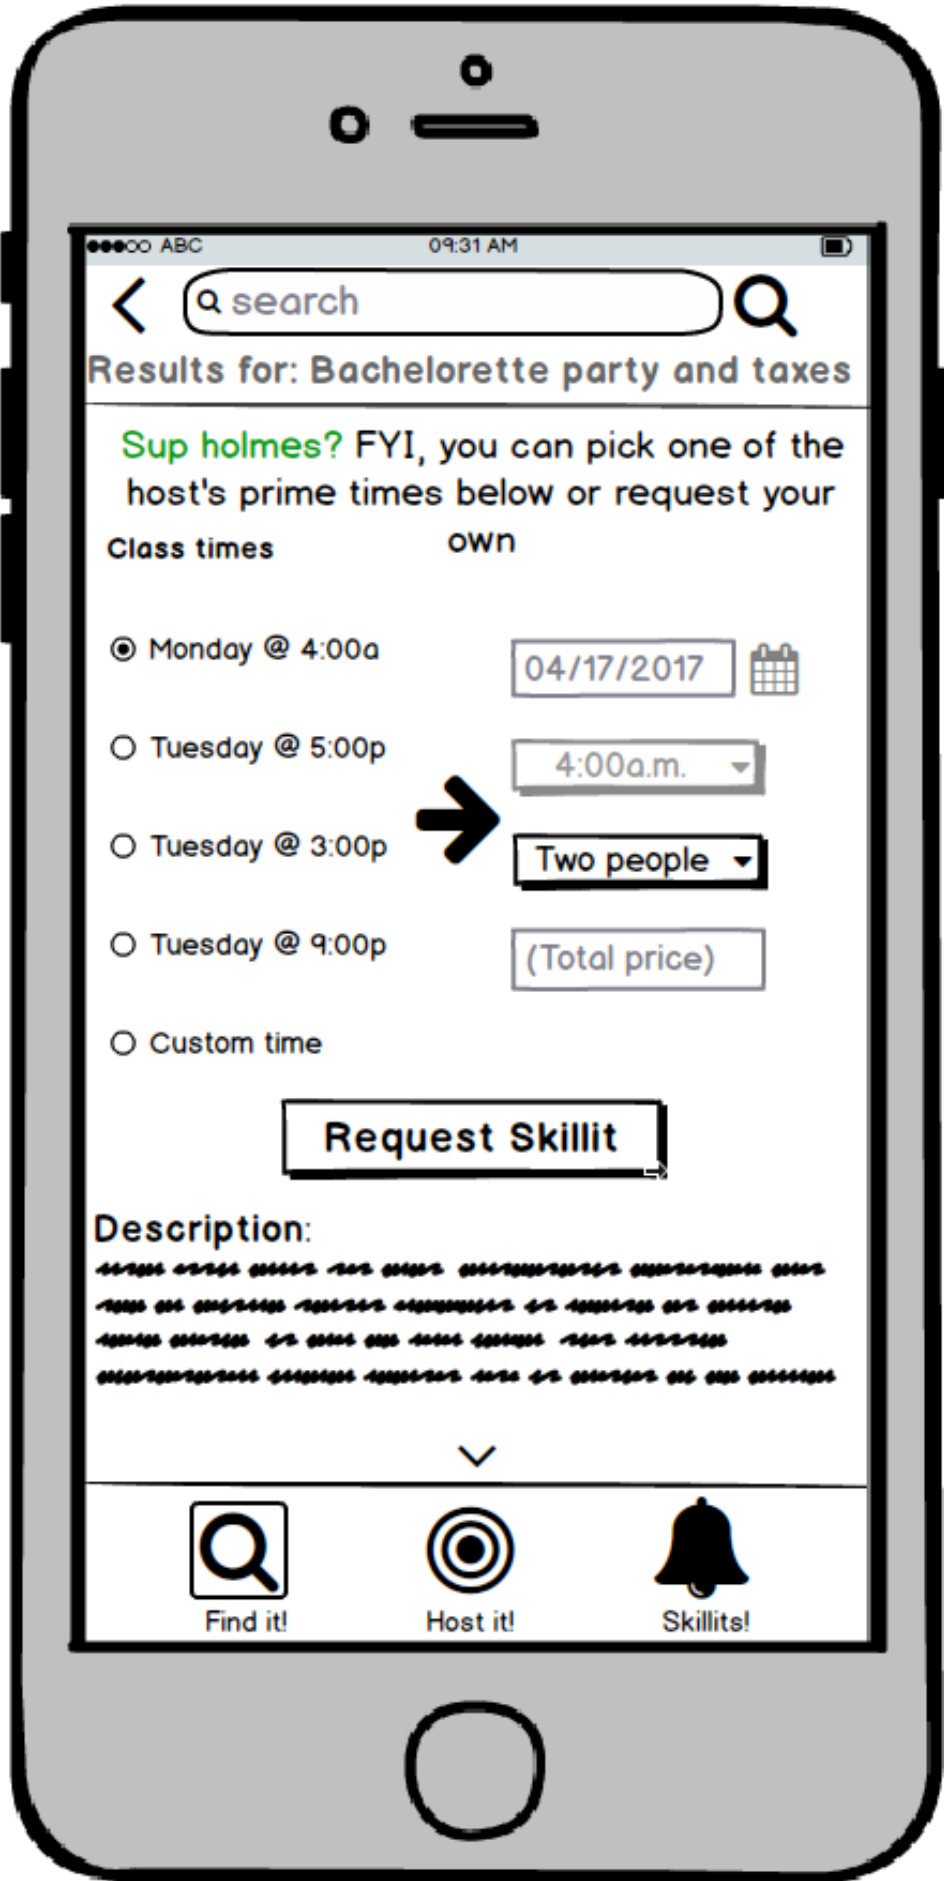 ABC 09:31 AM
search
Results for: Bachelorette party and taxes
Sup holmes? FYI, you can pick one of the
host's prime times below or request your
own
Class times
Monday @ 4:00a
04/17/2017
Tuesday @ 5:00p
4:00a.m.
Tuesday @ 3:00p
Two people
Tuesday @ 9:00p
(Total price)
Custom time
Request Skillit
Description:
Find it! Host it! Skillits!